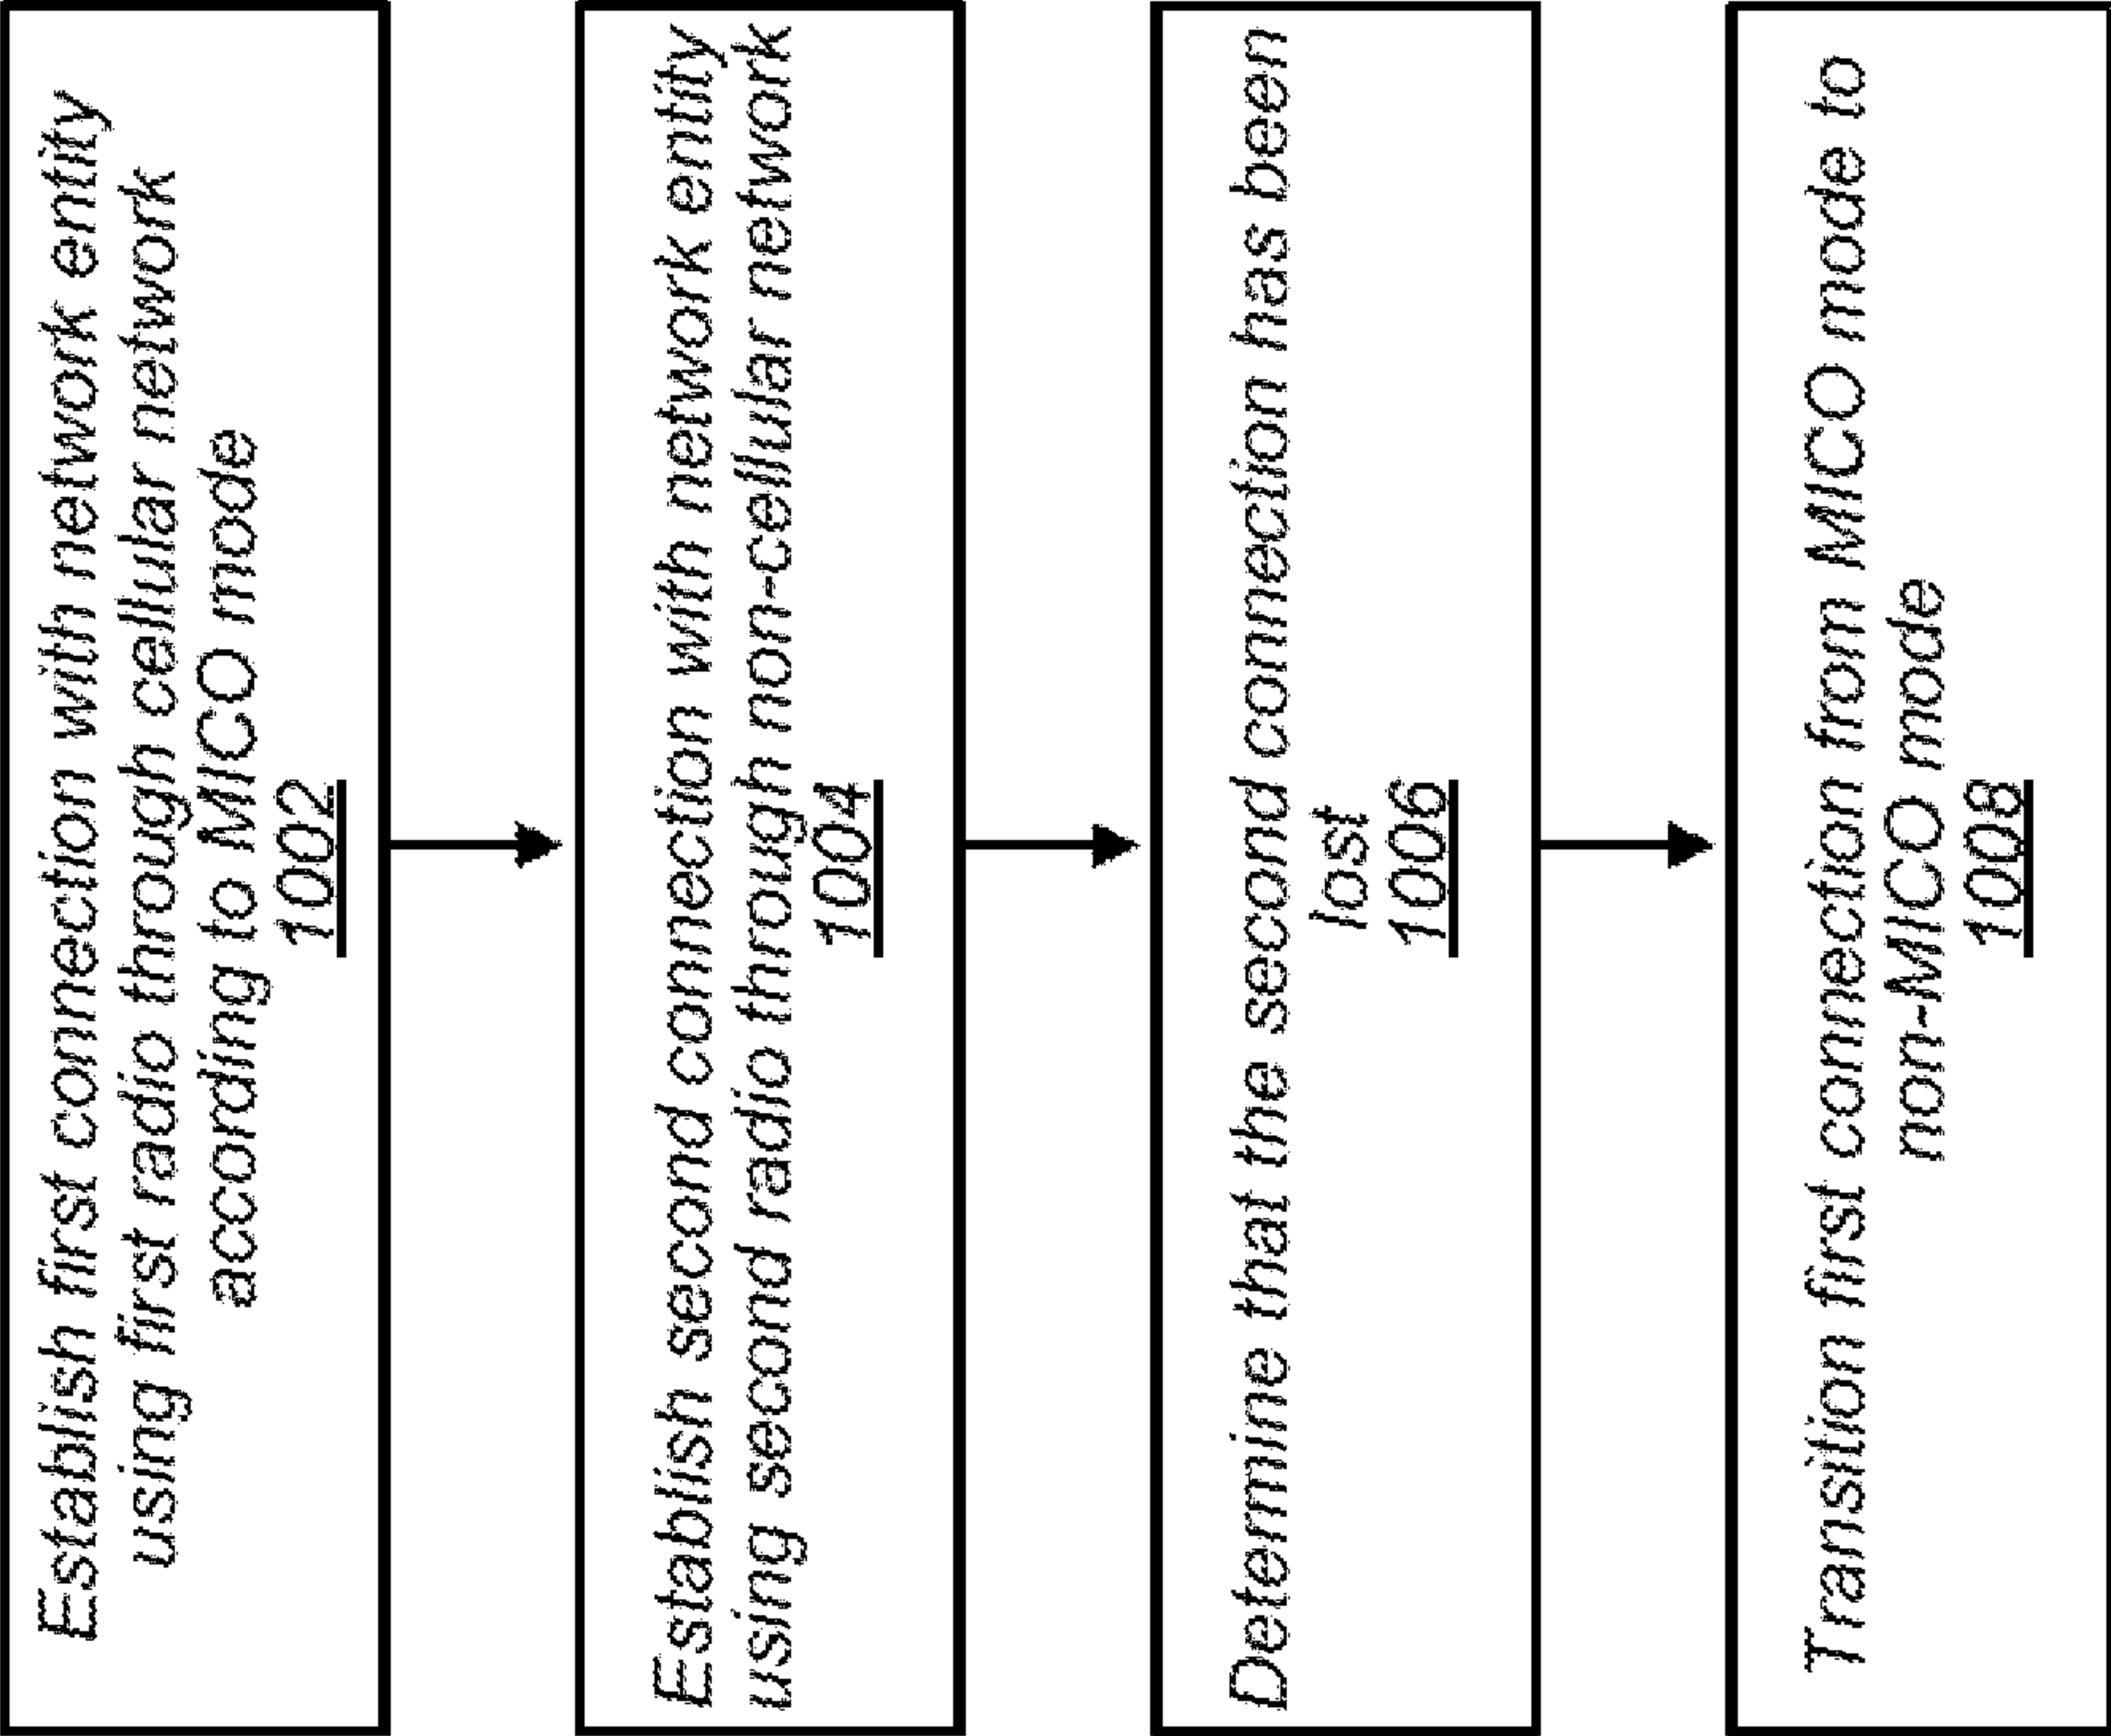 Establish first connection with network entity
using first radio through cellular network
according to MICO mode
1002
Establish second connection with network entity
using second radio through non-cellular network
1004
Determine that the second connection has been
lost
1006
Transition first connection from MICO mode to
non-MICO mode
1008